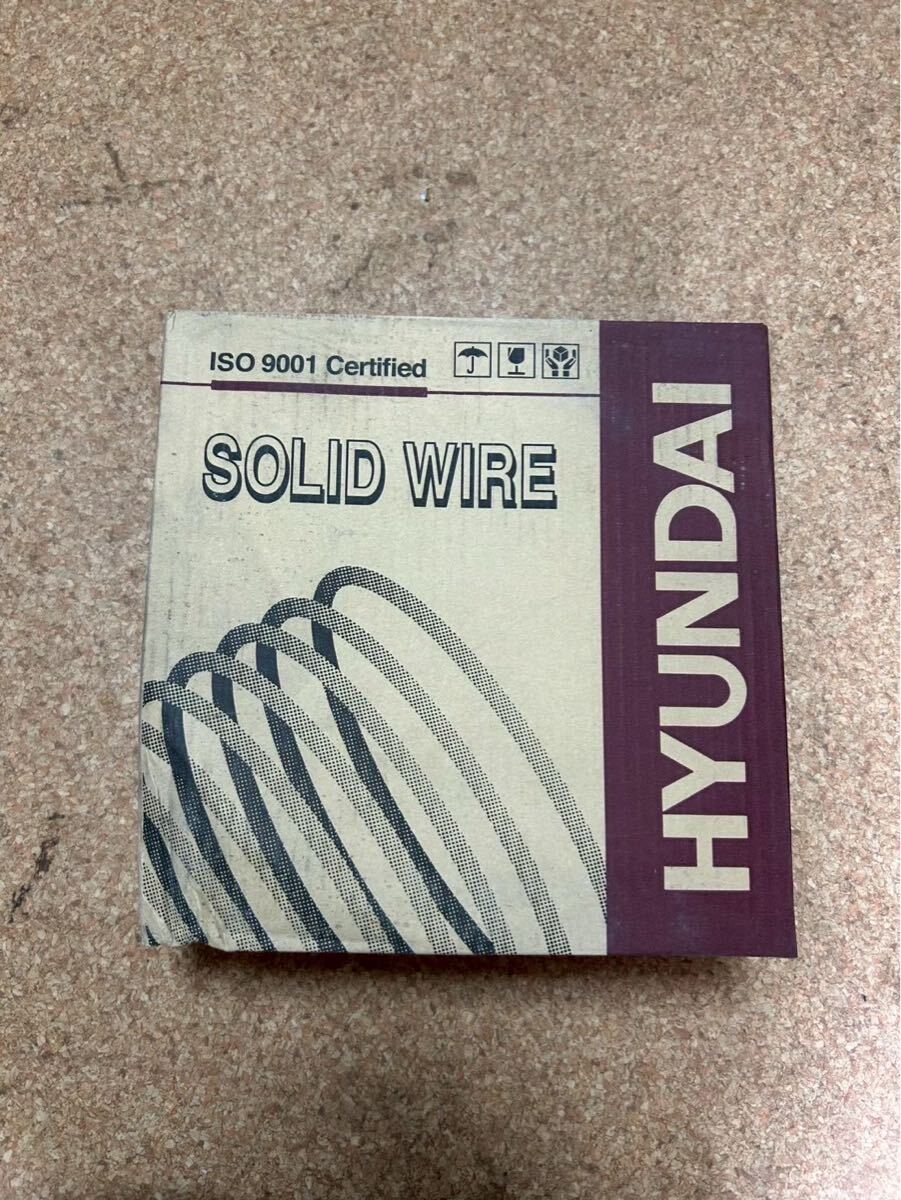 ISO 9001 Certified
SOLID WIRE
HYUNDAI